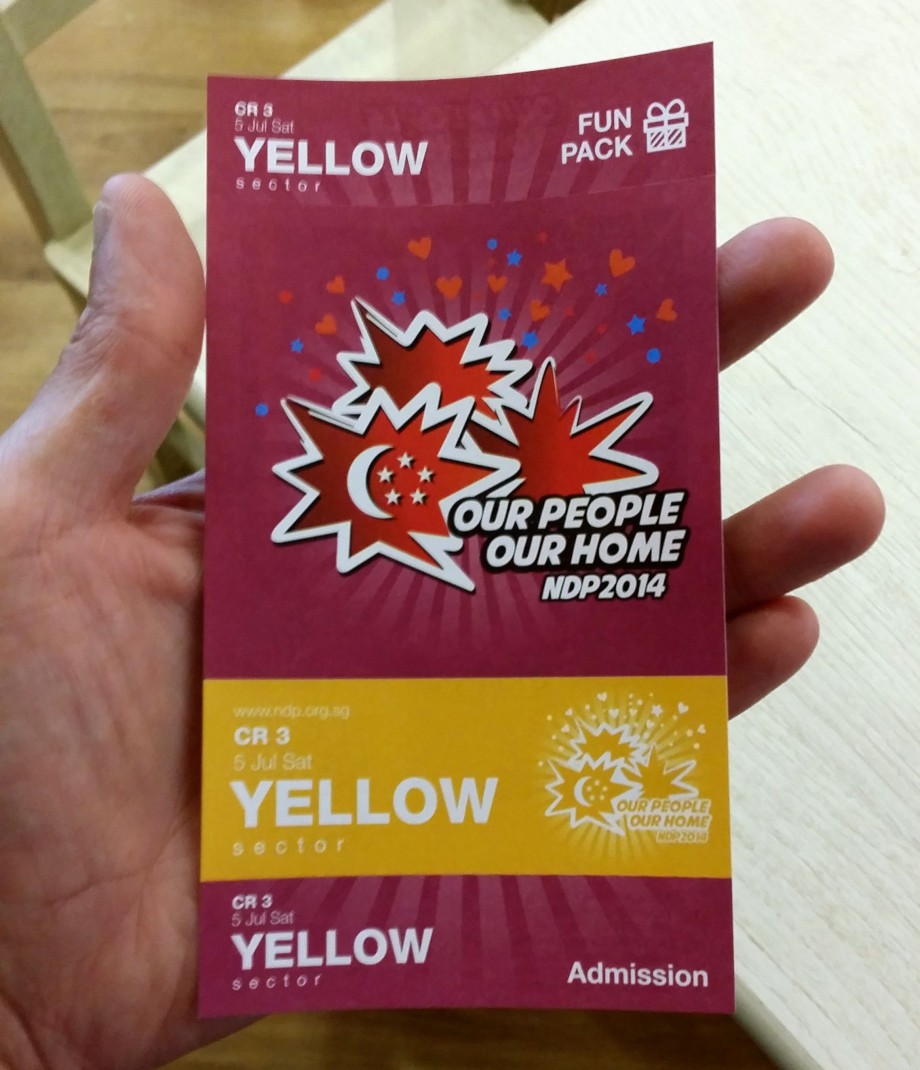 CR 3
5 Jul Sat
YELLOW
sector
FUN
PACK
OUR PEOPLE
OUR HOME
NDP2014
www.ndp.org.sg
CR 3
5 Jul Sat
YELLOW
sector
OUR PEOPLE
OUR HOME
NDP2014
CR 3
5 Jul Sat
YELLOW
sector
Admission